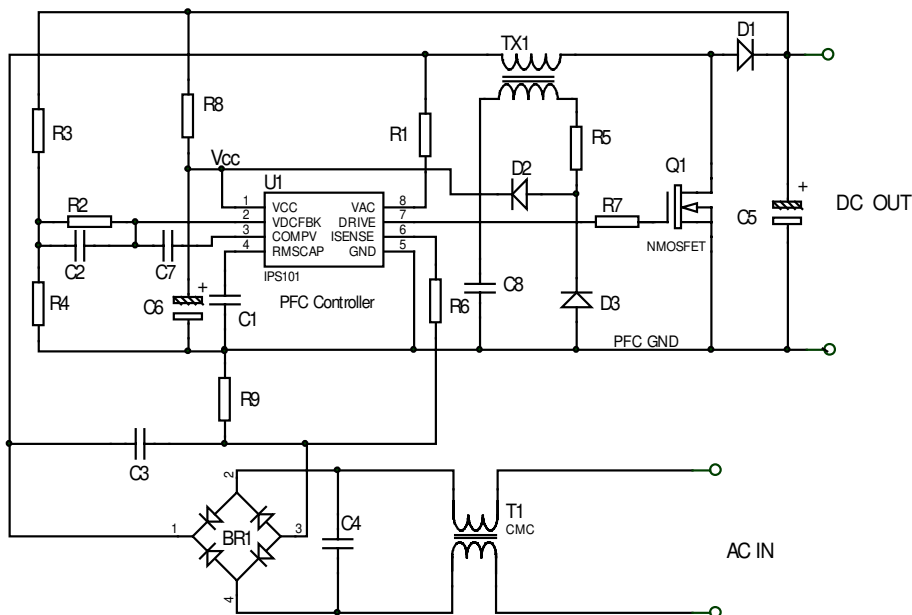 D1
TX1
R8
R3
R1
R5
Q1
Vcc
D2
U1
+
R2
1
VCC
VAC
8
R7
C5
DC OUT
2
VDCFBK
DRIVE
7
3
COMPV
ISENSE
6
NMOSFET
4
RMSCAP
GND
5
C2
C7
IPS101
C8
R4
C6
+
C1
PFC Controller
R6
D3
PFC GND
R9
C3
2
T1
1
BR1
3
C4
CMC
AC IN
4